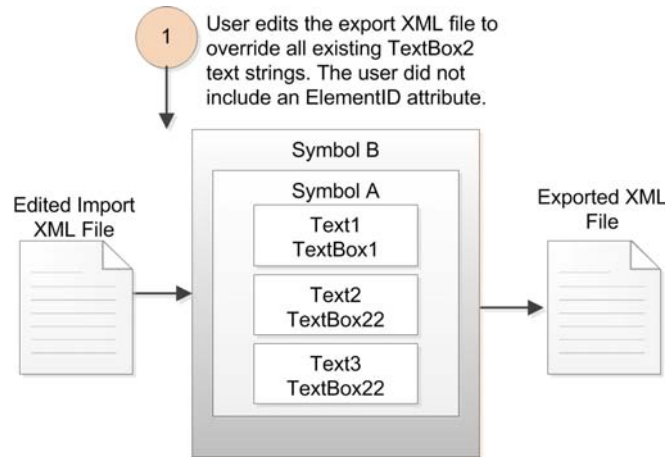 1
User edits the export XML file to
override all existing TextBox2
text strings. The user did not
include an ElementID attribute.
Symbol B
Symbol A
Edited Import
XML File
Text1
TextBox1
Text2
TextBox22
Text3
TextBox22
Exported XML
File